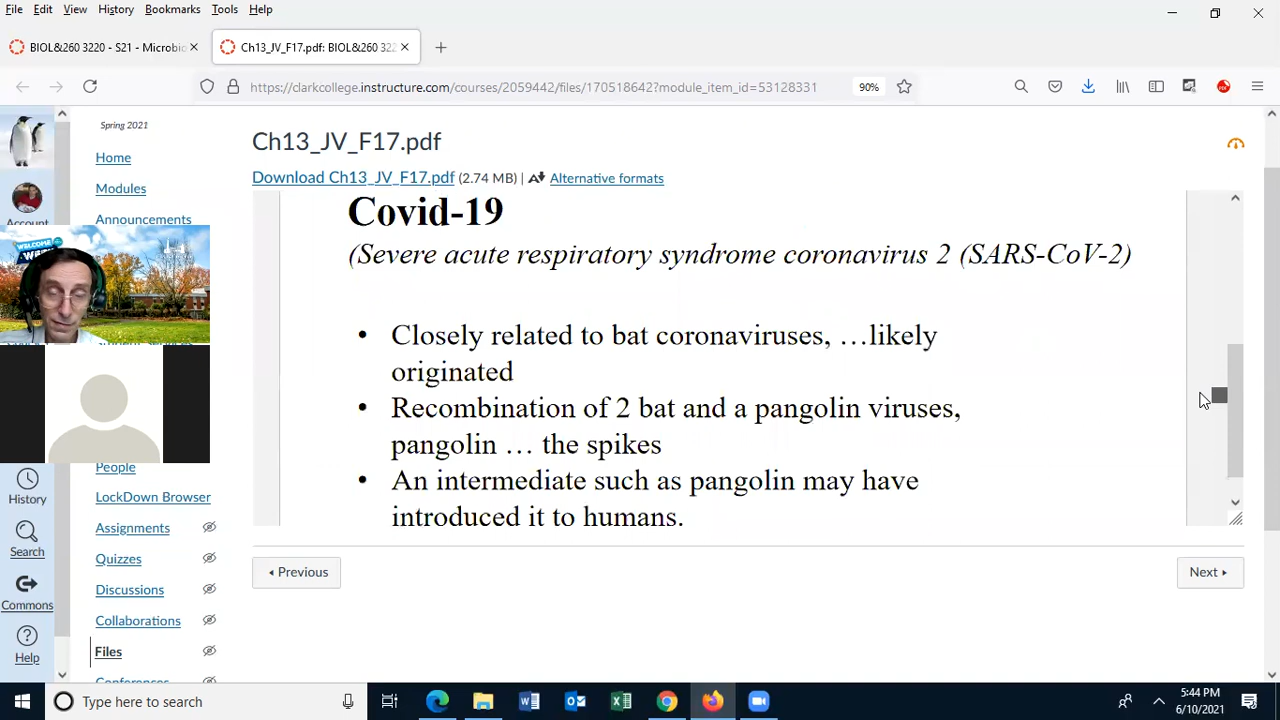 File Edit View History Bookmarks Tools Help
BIOL&260 3220 - S21 - Microbio
Ch13_JV_F17.pdf: BIOL&260 322
https://clarkcollege.instructure.com/courses/2059442/files/170518642?module_item_id=53128331
90%
Spring 2021
Account
Home
Modules
Announcements
People
LockDown Browser
Assignments
Quizzes
Discussions
Collaborations
Files
Conferences
History
Search
Commons
Help
WELCOME
WEEK
Ch13_JV_F17.pdf
Download Ch13_JV_F17.pdf (2.74 MB) | Alternative formats
Covid-19
(Severe acute respiratory syndrome coronavirus 2 (SARS-CoV-2)
• Closely related to bat coronaviruses, …likely
originated
• Recombination of 2 bat and a pangolin viruses,
pangolin … the spikes
• An intermediate such as pangolin may have
introduced it to humans.
Previous
Next
Type here to search
5:44 PM
6/10/2021